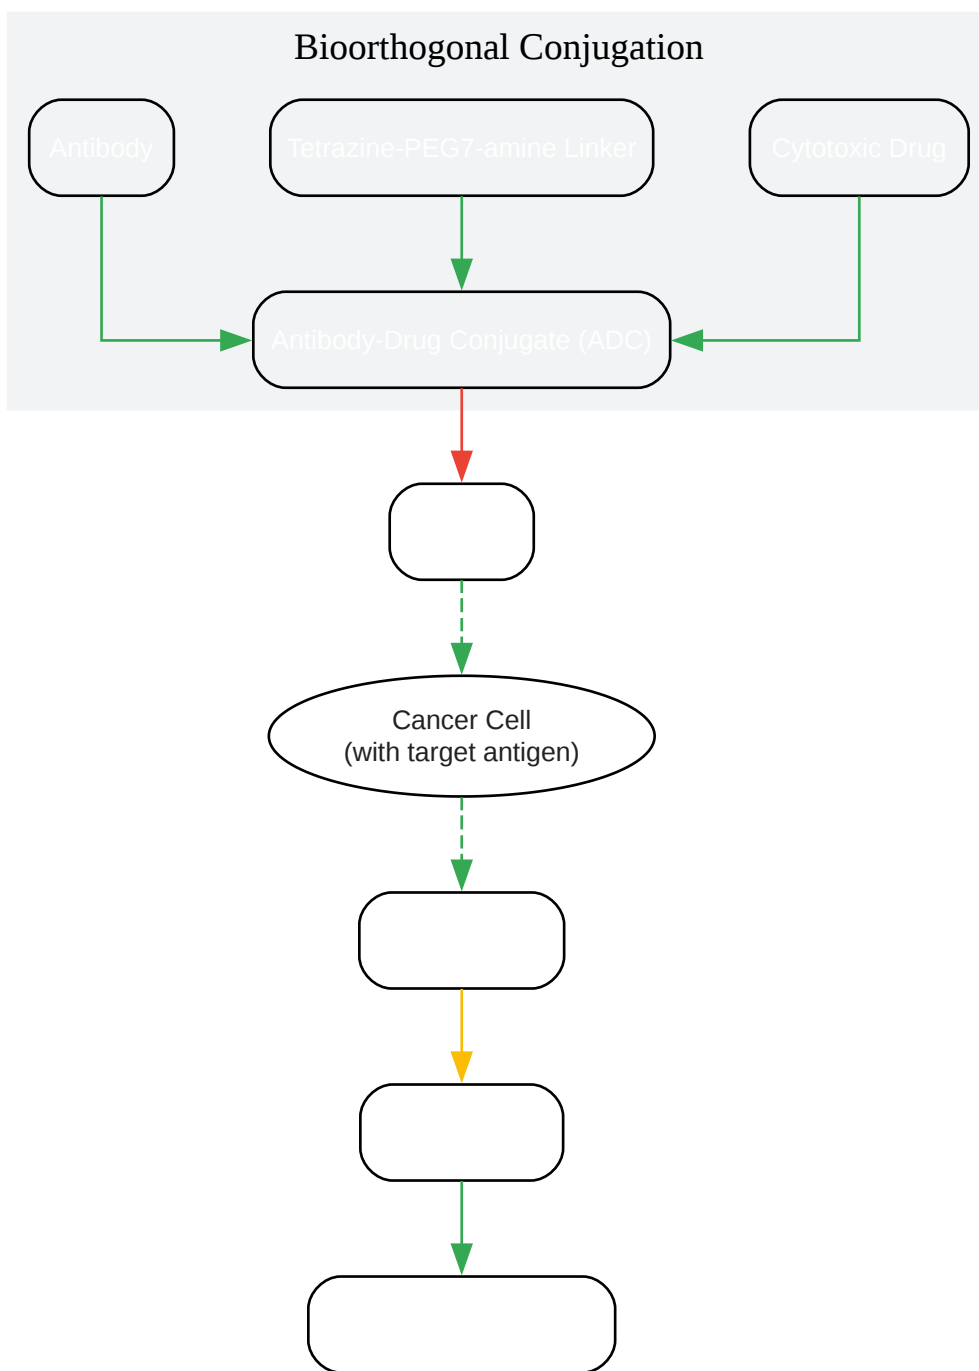 Bioorthogonal Conjugation
Antibody
Tetrazine-PEG7-amine Linker
Cytotoxic Drug
Antibody-Drug Conjugate (ADC)
Cancer Cell
(with target antigen)